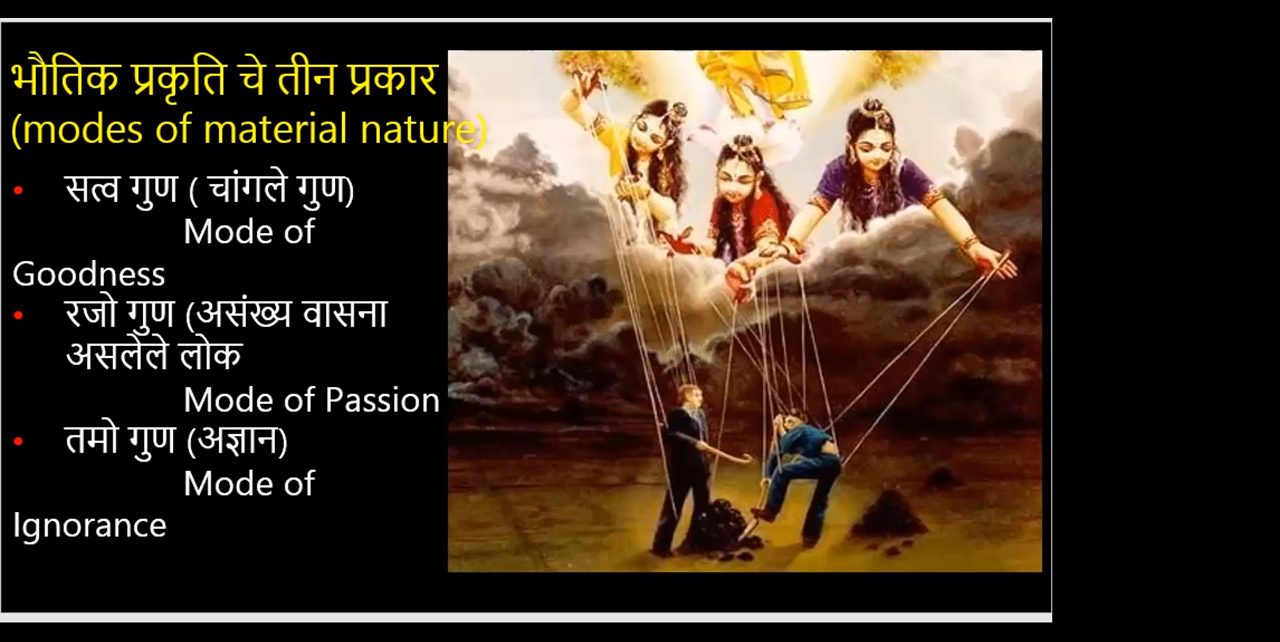 भौतिक प्रकृति चे तीन प्रकार
(modes of material nature)
• सत्व गुण ( चांगले गुण)
Mode of
Goodness
• रजो गुण (असंख्य वासना
असलेले लोक
Mode of Passion
• तमो गुण (अज्ञान)
Mode of
Ignorance